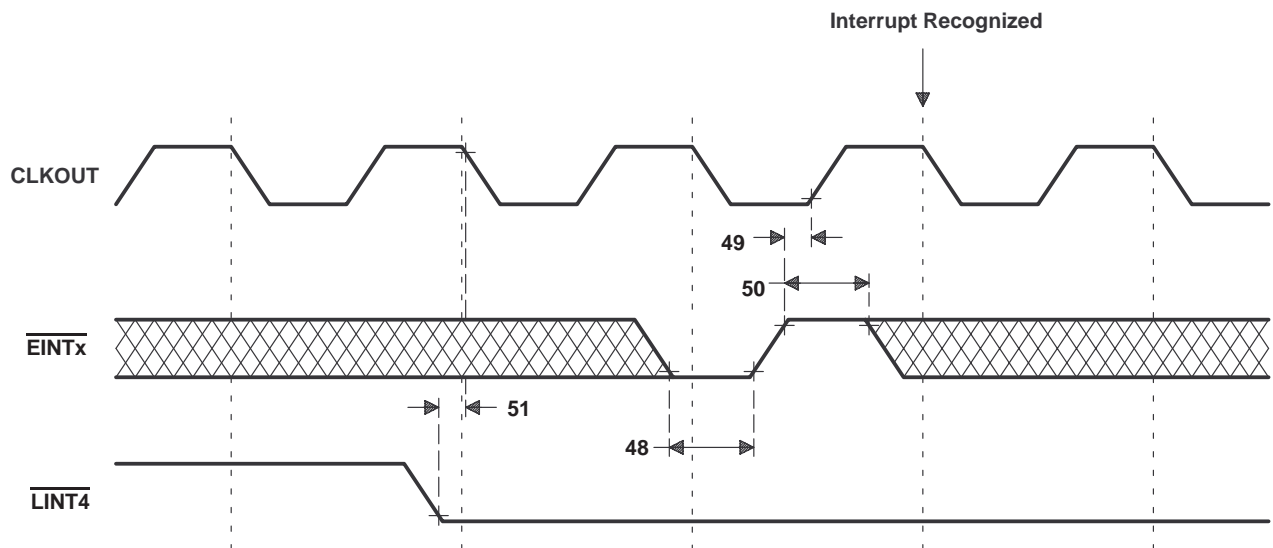 Interrupt Recognized
CLKOUT
49
50
EINTx
51
48
LINT4